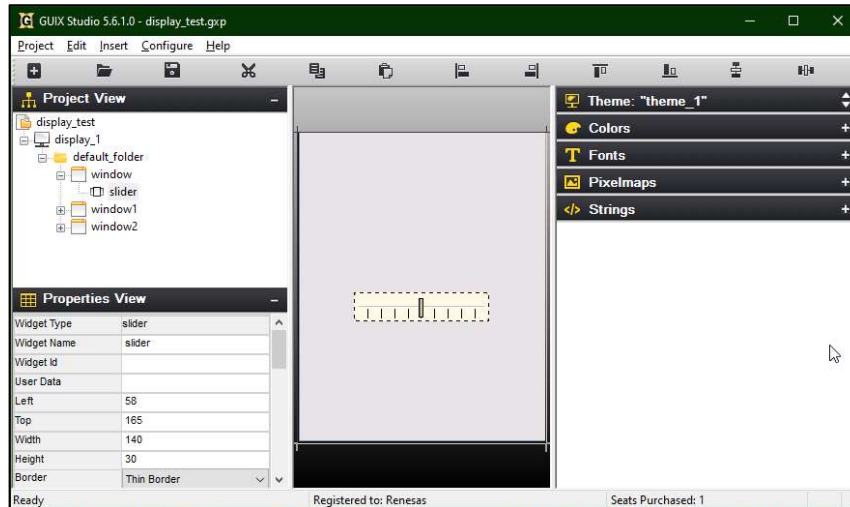 GUIX Studio 5.6.1.0 - display_test.gxp
Project Edit Insert Configure Help
Project View
display_test
display_1
default_folder
window
slider
window1
window2
Properties View
Widget Type slider
Widget Name slider
Widget Id
User Data
Left 58
Top 165
Width 140
Height 30
Border Thin Border
Theme: "theme_1"
Colors
Fonts
Pixelmaps
Strings
Ready Registered to: Renesas Seats Purchased: 1